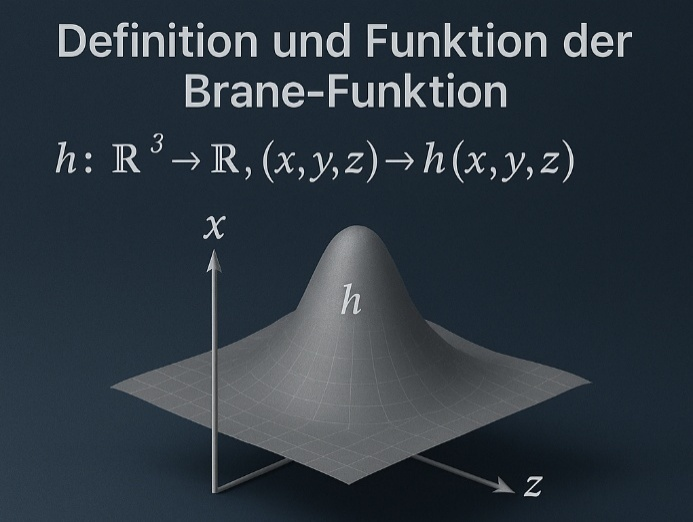 Definition und Funktion der
Brane-Funktion
h: ℝ³ → ℝ, (x,y,z) → h(x,y,z)
x
h
z